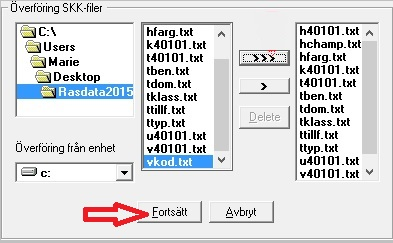 Överföring SKK-filer
C:\
Users
Marie
Desktop
Rasdata2015
Överföring från enhet
c:
hfarg.txt
k40101.txt
t40101.txt
tben.txt
tdom.txt
tklass.txt
ttillf.txt
ttyp.txt
u40101.txt
v40101.txt
vkod.txt
>>>
>
Delete
h40101.txt
hchamp.txt
hfarg.txt
k40101.txt
t40101.txt
tben.txt
tdom.txt
tklass.txt
ttillf.txt
ttyp.txt
u40101.txt
v40101.txt
Fortsätt
Avbryt